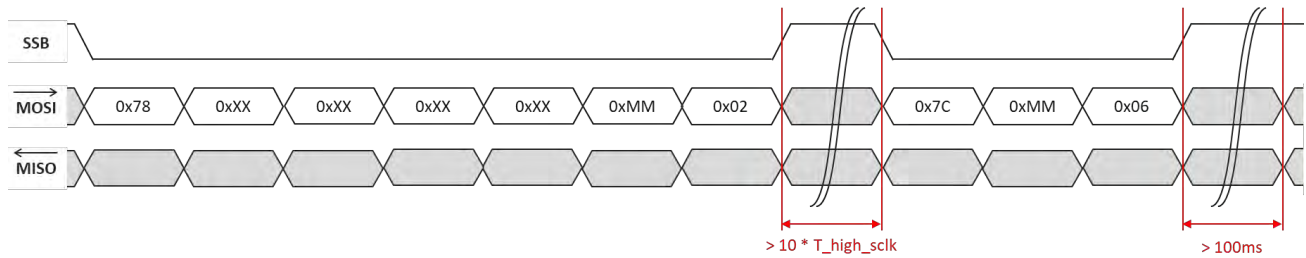 SSB
MOSI 0x78 0xXX 0xXX 0xXX 0xXX 0xMM 0x02 0x7C 0xMM 0x06
MISO
> 10 * T_high_sclk > 100ms